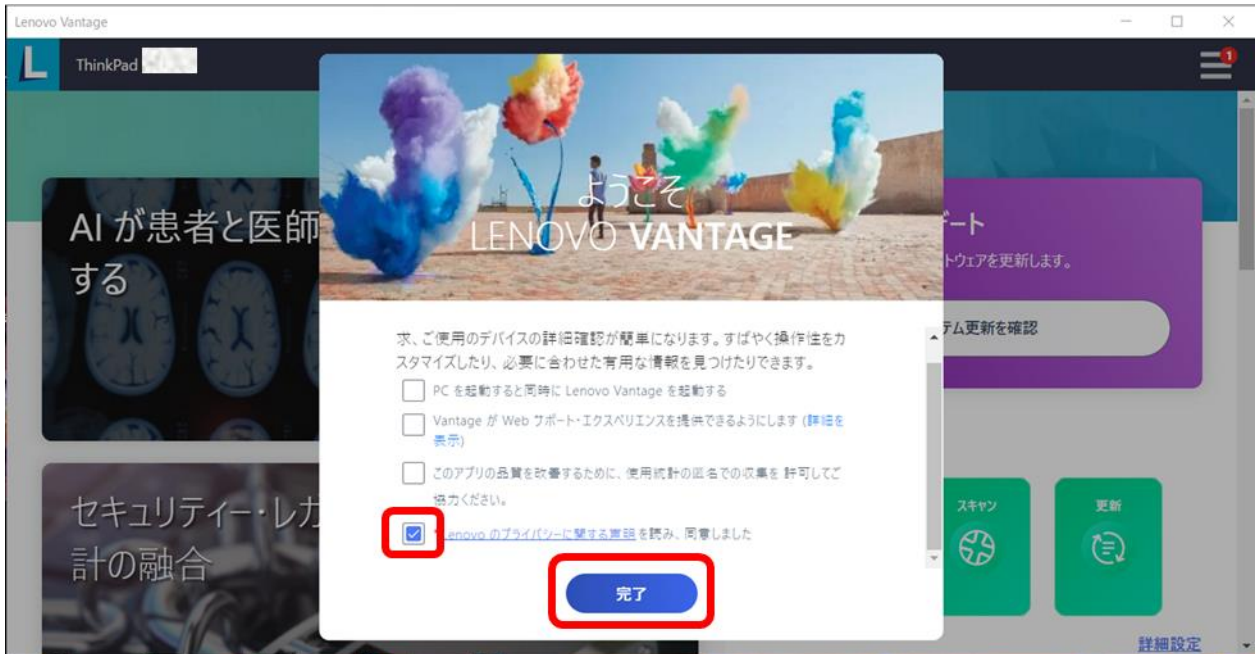 Lenovo Vantage
ThinkPad
1
ようこそ
LENOVO VANTAGE
AI が患者と医師
する
ート
トウェアを更新します。
テム更新を確認
求、ご使用のデバイスの詳細確認が簡単になります。すばやく操作性をカ
スタマイズしたり、必要に合わせた有用な情報を見つけたりできます。
PC を起動すると同時に Lenovo Vantage を起動する
Vantage が Web サポート・エクスペリエンスを提供できるようにします (詳細を
表示)
このアプリの品質を改善するために、使用統計の匿名での収集を 許可してご
協力ください。
*Lenovo のプライバシーに関する声明 を読み、同意しました
完了
セキュリティー・レガ
計の融合
スキャン
更新
詳細設定